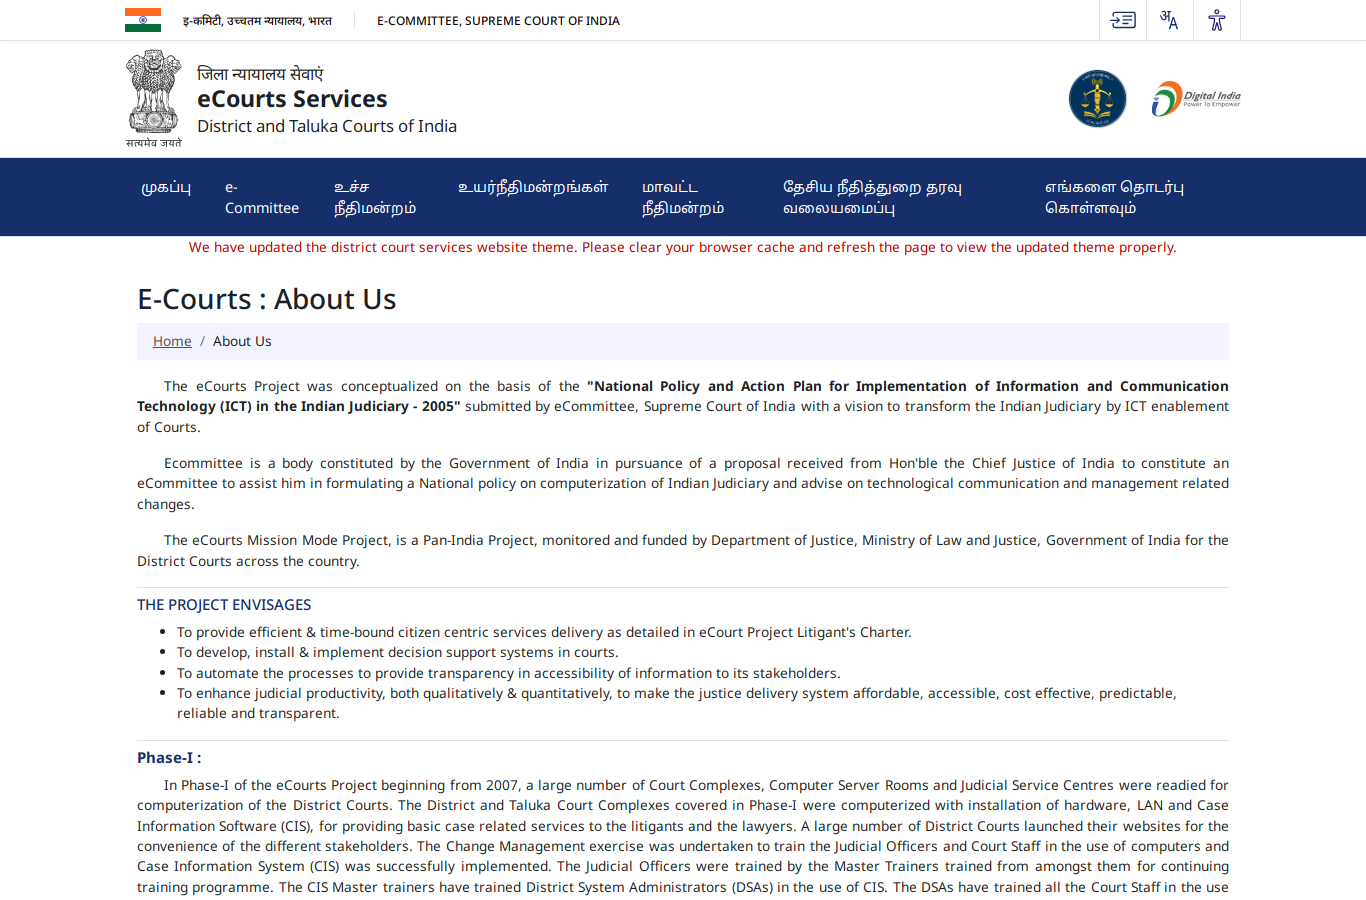 इ-कमिटी, उच्चतम न्यायालय, भारत
E-COMMITTEE, SUPREME COURT OF INDIA
अ A
जिला न्यायालय सेवाएं
eCourts Services
District and Taluka Courts of India
सत्यमेव जयते
Digital India
Power To Empower
முகப்பு
e-
Committee
உச்ச
நீதிமன்றம்
உயர்நீதிமன்றங்கள்
மாவட்ட
நீதிமன்றம்
தேசிய நீதித்துறை தரவு
வலையமைப்பு
எங்களை தொடர்பு
கொள்ளவும்
We have updated the district court services website theme. Please clear your browser cache and refresh the page to view the updated theme properly.
E-Courts : About Us
Home / About Us
The eCourts Project was conceptualized on the basis of the "National Policy and Action Plan for Implementation of Information and Communication
Technology (ICT) in the Indian Judiciary - 2005" submitted by eCommittee, Supreme Court of India with a vision to transform the Indian Judiciary by ICT enablement
of Courts.
Ecommittee is a body constituted by the Government of India in pursuance of a proposal received from Hon'ble the Chief Justice of India to constitute an
eCommittee to assist him in formulating a National policy on computerization of Indian Judiciary and advise on technological communication and management related
changes.
The eCourts Mission Mode Project, is a Pan-India Project, monitored and funded by Department of Justice, Ministry of Law and Justice, Government of India for the
District Courts across the country.
THE PROJECT ENVISAGES
• To provide efficient & time-bound citizen centric services delivery as detailed in eCourt Project Litigant's Charter.
• To develop, install & implement decision support systems in courts.
• To automate the processes to provide transparency in accessibility of information to its stakeholders.
• To enhance judicial productivity, both qualitatively & quantitatively, to make the justice delivery system affordable, accessible, cost effective, predictable,
reliable and transparent.
Phase-I :
In Phase-I of the eCourts Project beginning from 2007, a large number of Court Complexes, Computer Server Rooms and Judicial Service Centres were readied for
computerization of the District Courts. The District and Taluka Court Complexes covered in Phase-I were computerized with installation of hardware, LAN and Case
Information Software (CIS), for providing basic case related services to the litigants and the lawyers. A large number of District Courts launched their websites for the
convenience of the different stakeholders. The Change Management exercise was undertaken to train the Judicial Officers and Court Staff in the use of computers and
Case Information System (CIS) was successfully implemented. The Judicial Officers were trained by the Master Trainers trained from amongst them for continuing
training programme. The CIS Master trainers have trained District System Administrators (DSAs) in the use of CIS. The DSAs have trained all the Court Staff in the use